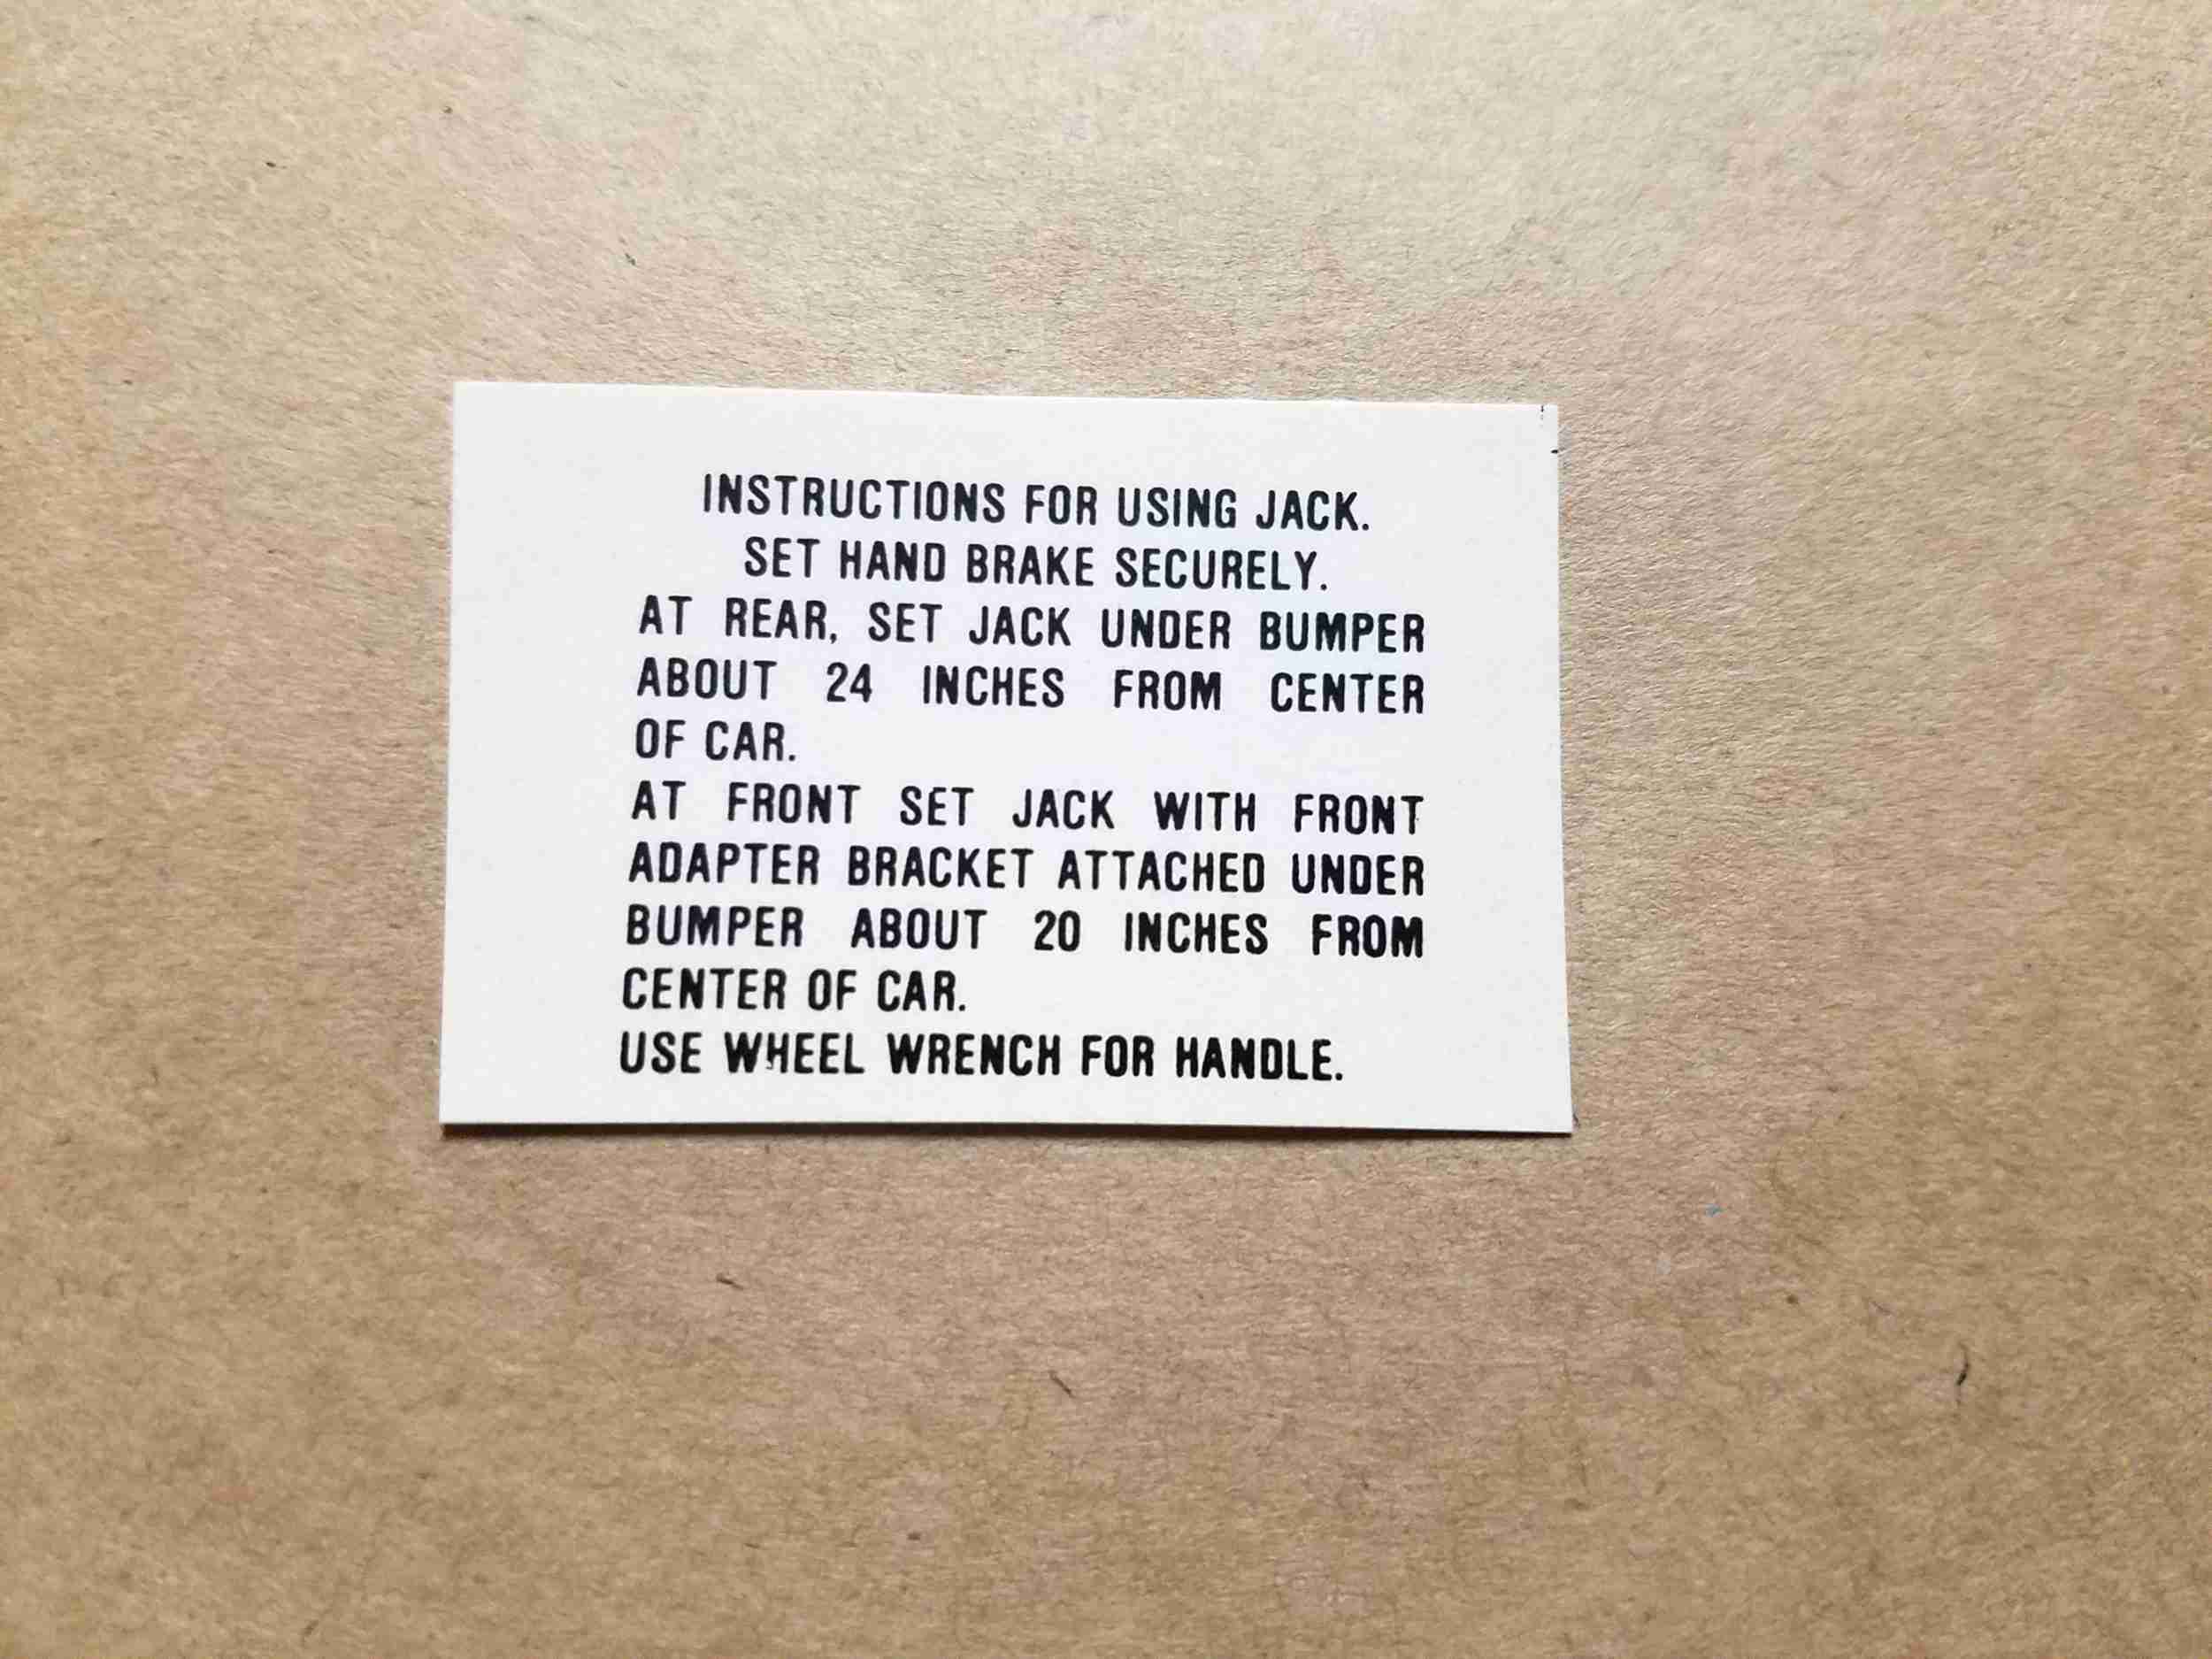 INSTRUCTIONS FOR USING JACK.
SET HAND BRAKE SECURELY.
AT REAR, SET JACK UNDER BUMPER
ABOUT 24 INCHES FROM CENTER
OF CAR.
AT FRONT SET JACK WITH FRONT
ADAPTER BRACKET ATTACHED UNDER
BUMPER ABOUT 20 INCHES FROM
CENTER OF CAR.
USE WHEEL WRENCH FOR HANDLE.